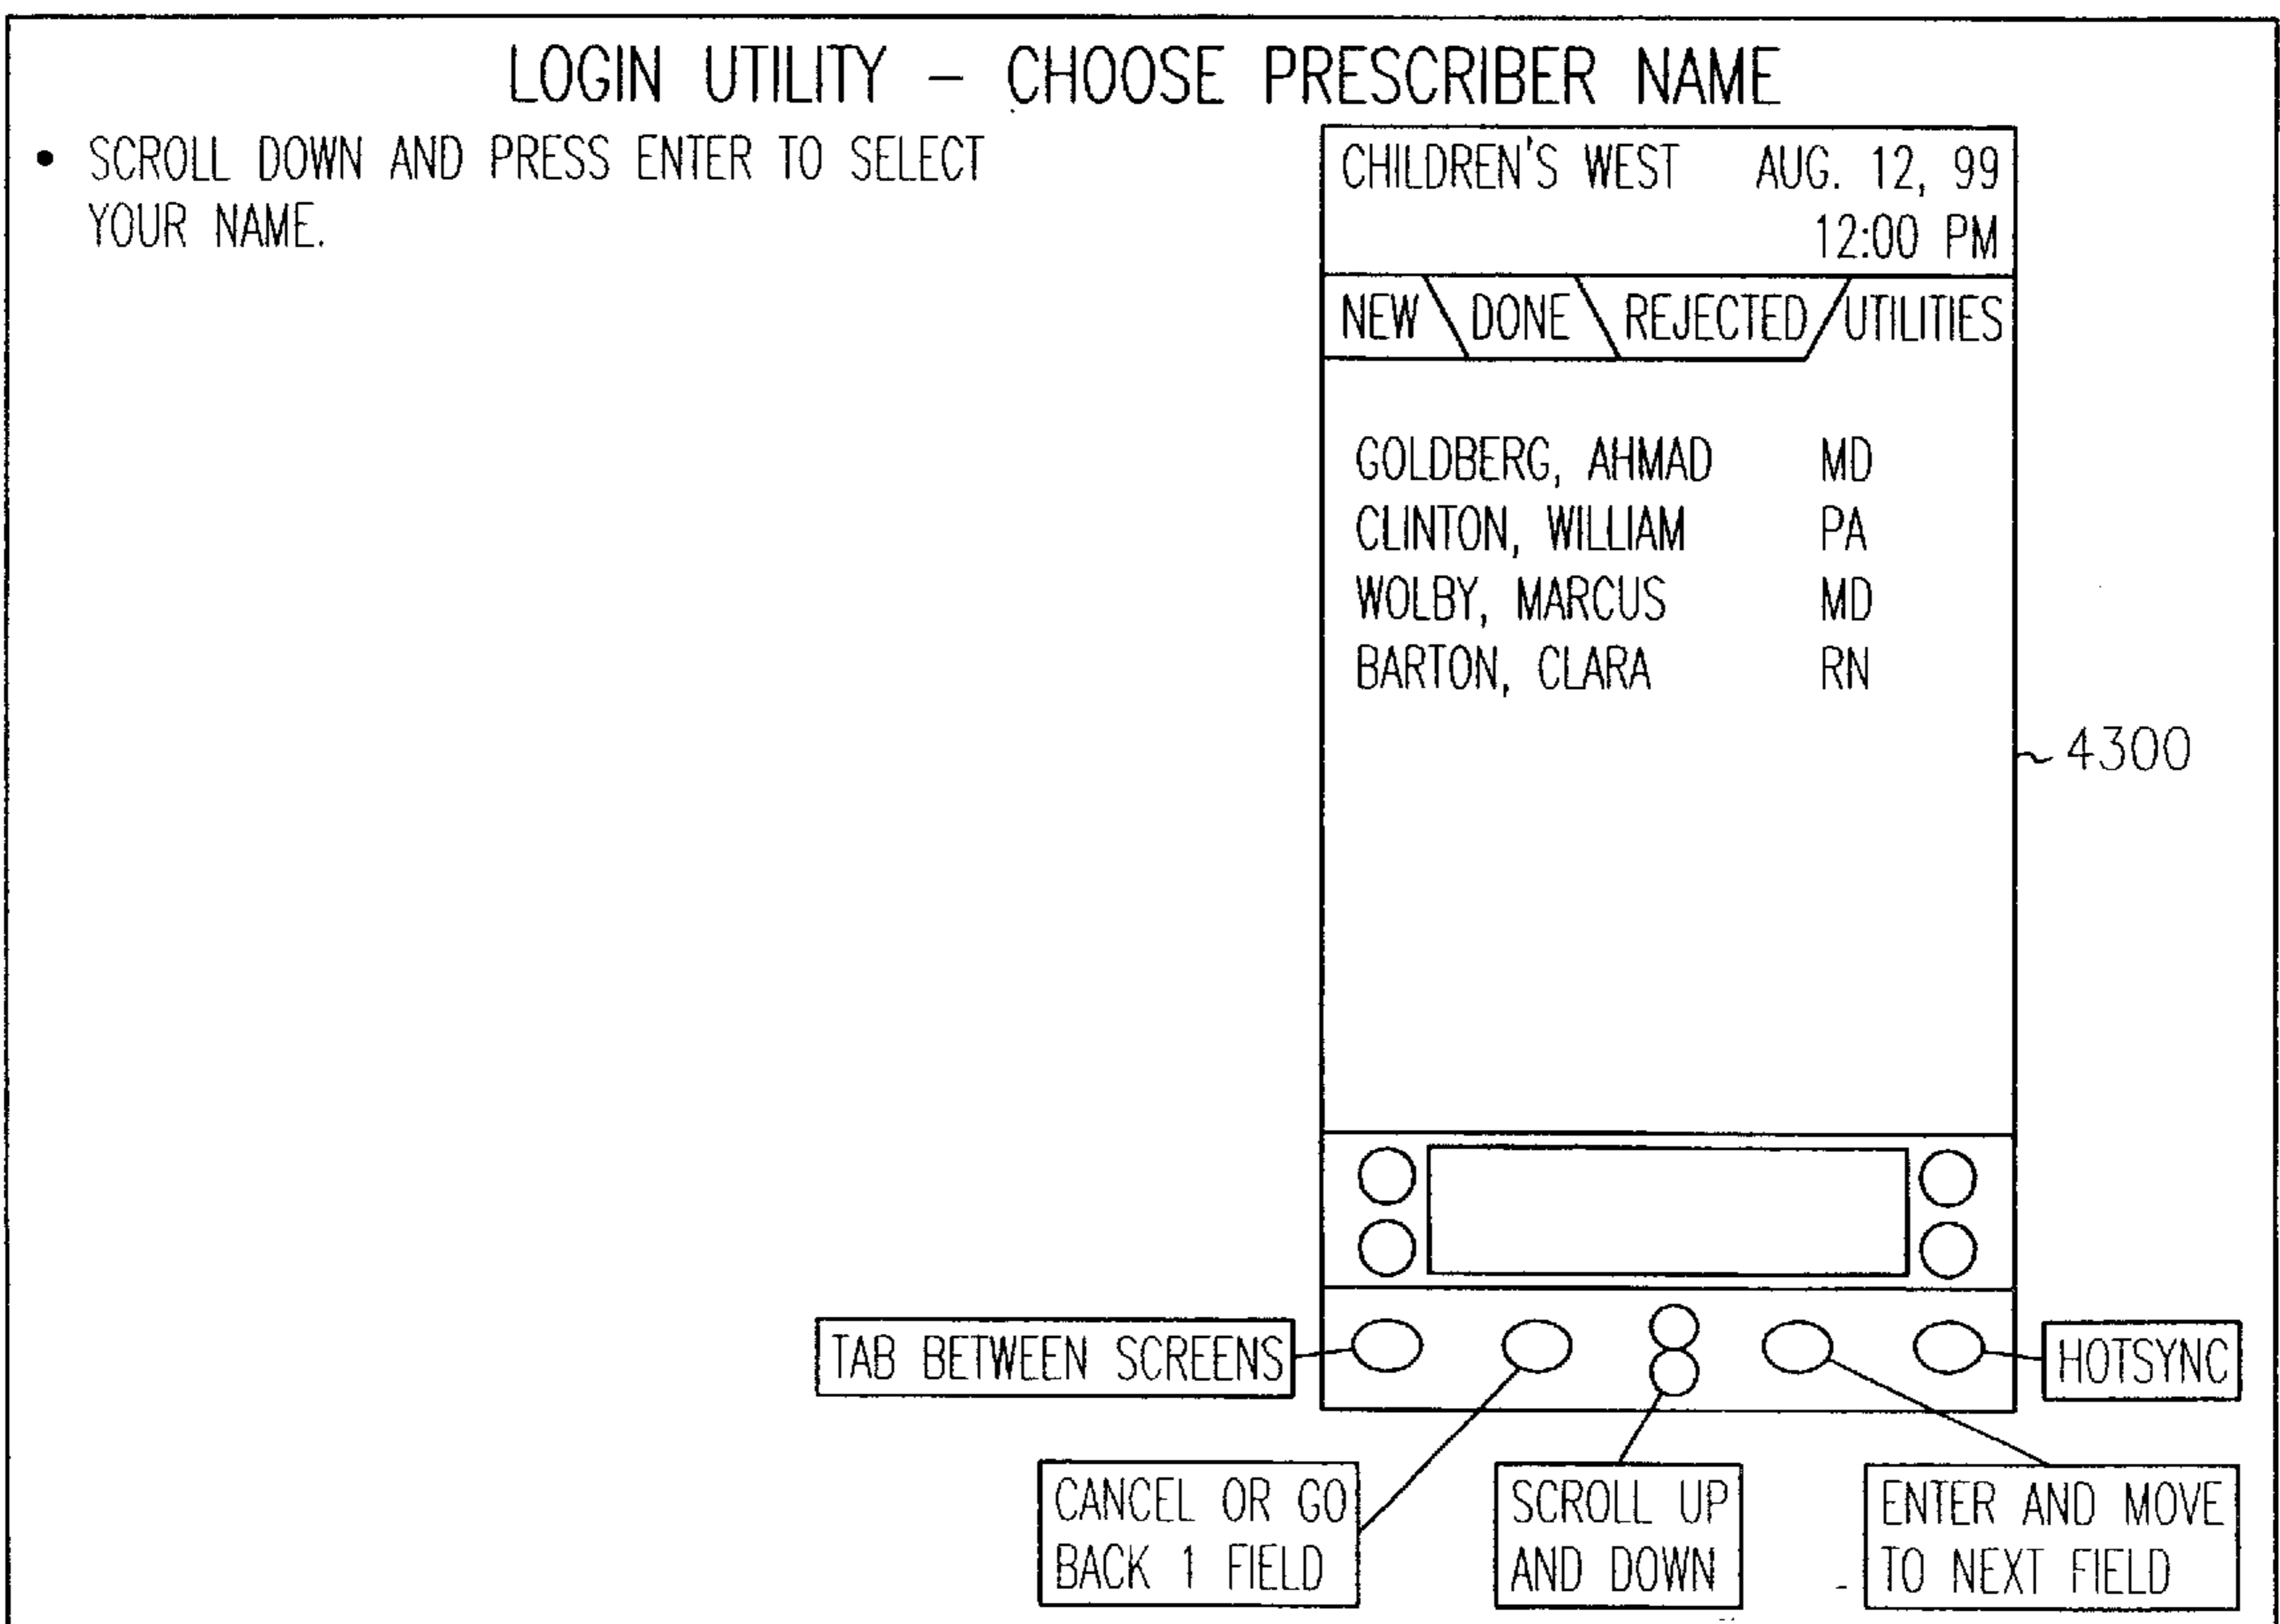 LOGIN UTILITY – CHOOSE PRESCRIBER NAME
• SCROLL DOWN AND PRESS ENTER TO SELECT
YOUR NAME.
CHILDREN'S WEST AUG. 12, 99
12:00 PM
NEW DONE REJECTED UTILITIES
GOLDBERG, AHMAD MD
CLINTON, WILLIAM PA
WOLBY, MARCUS MD
BARTON, CLARA RN
4300
TAB BETWEEN SCREENS
HOTSYNC
CANCEL OR GO
BACK 1 FIELD
SCROLL UP
AND DOWN
ENTER AND MOVE
TO NEXT FIELD